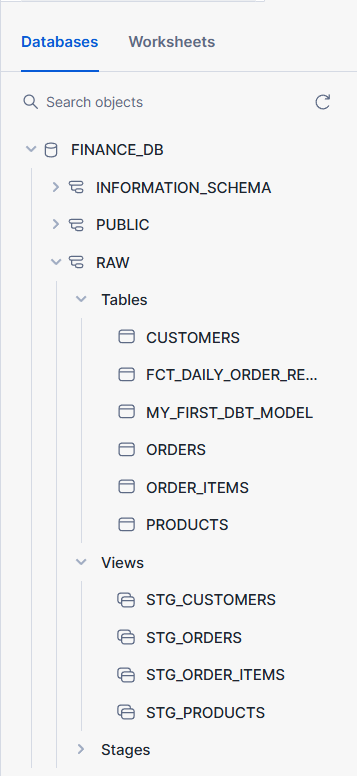 Databases Worksheets
Search objects
FINANCE_DB
INFORMATION_SCHEMA
PUBLIC
RAW
Tables
CUSTOMERS
FCT_DAILY_ORDER_RE...
MY_FIRST_DBT_MODEL
ORDERS
ORDER_ITEMS
PRODUCTS
Views
STG_CUSTOMERS
STG_ORDERS
STG_ORDER_ITEMS
STG_PRODUCTS
Stages